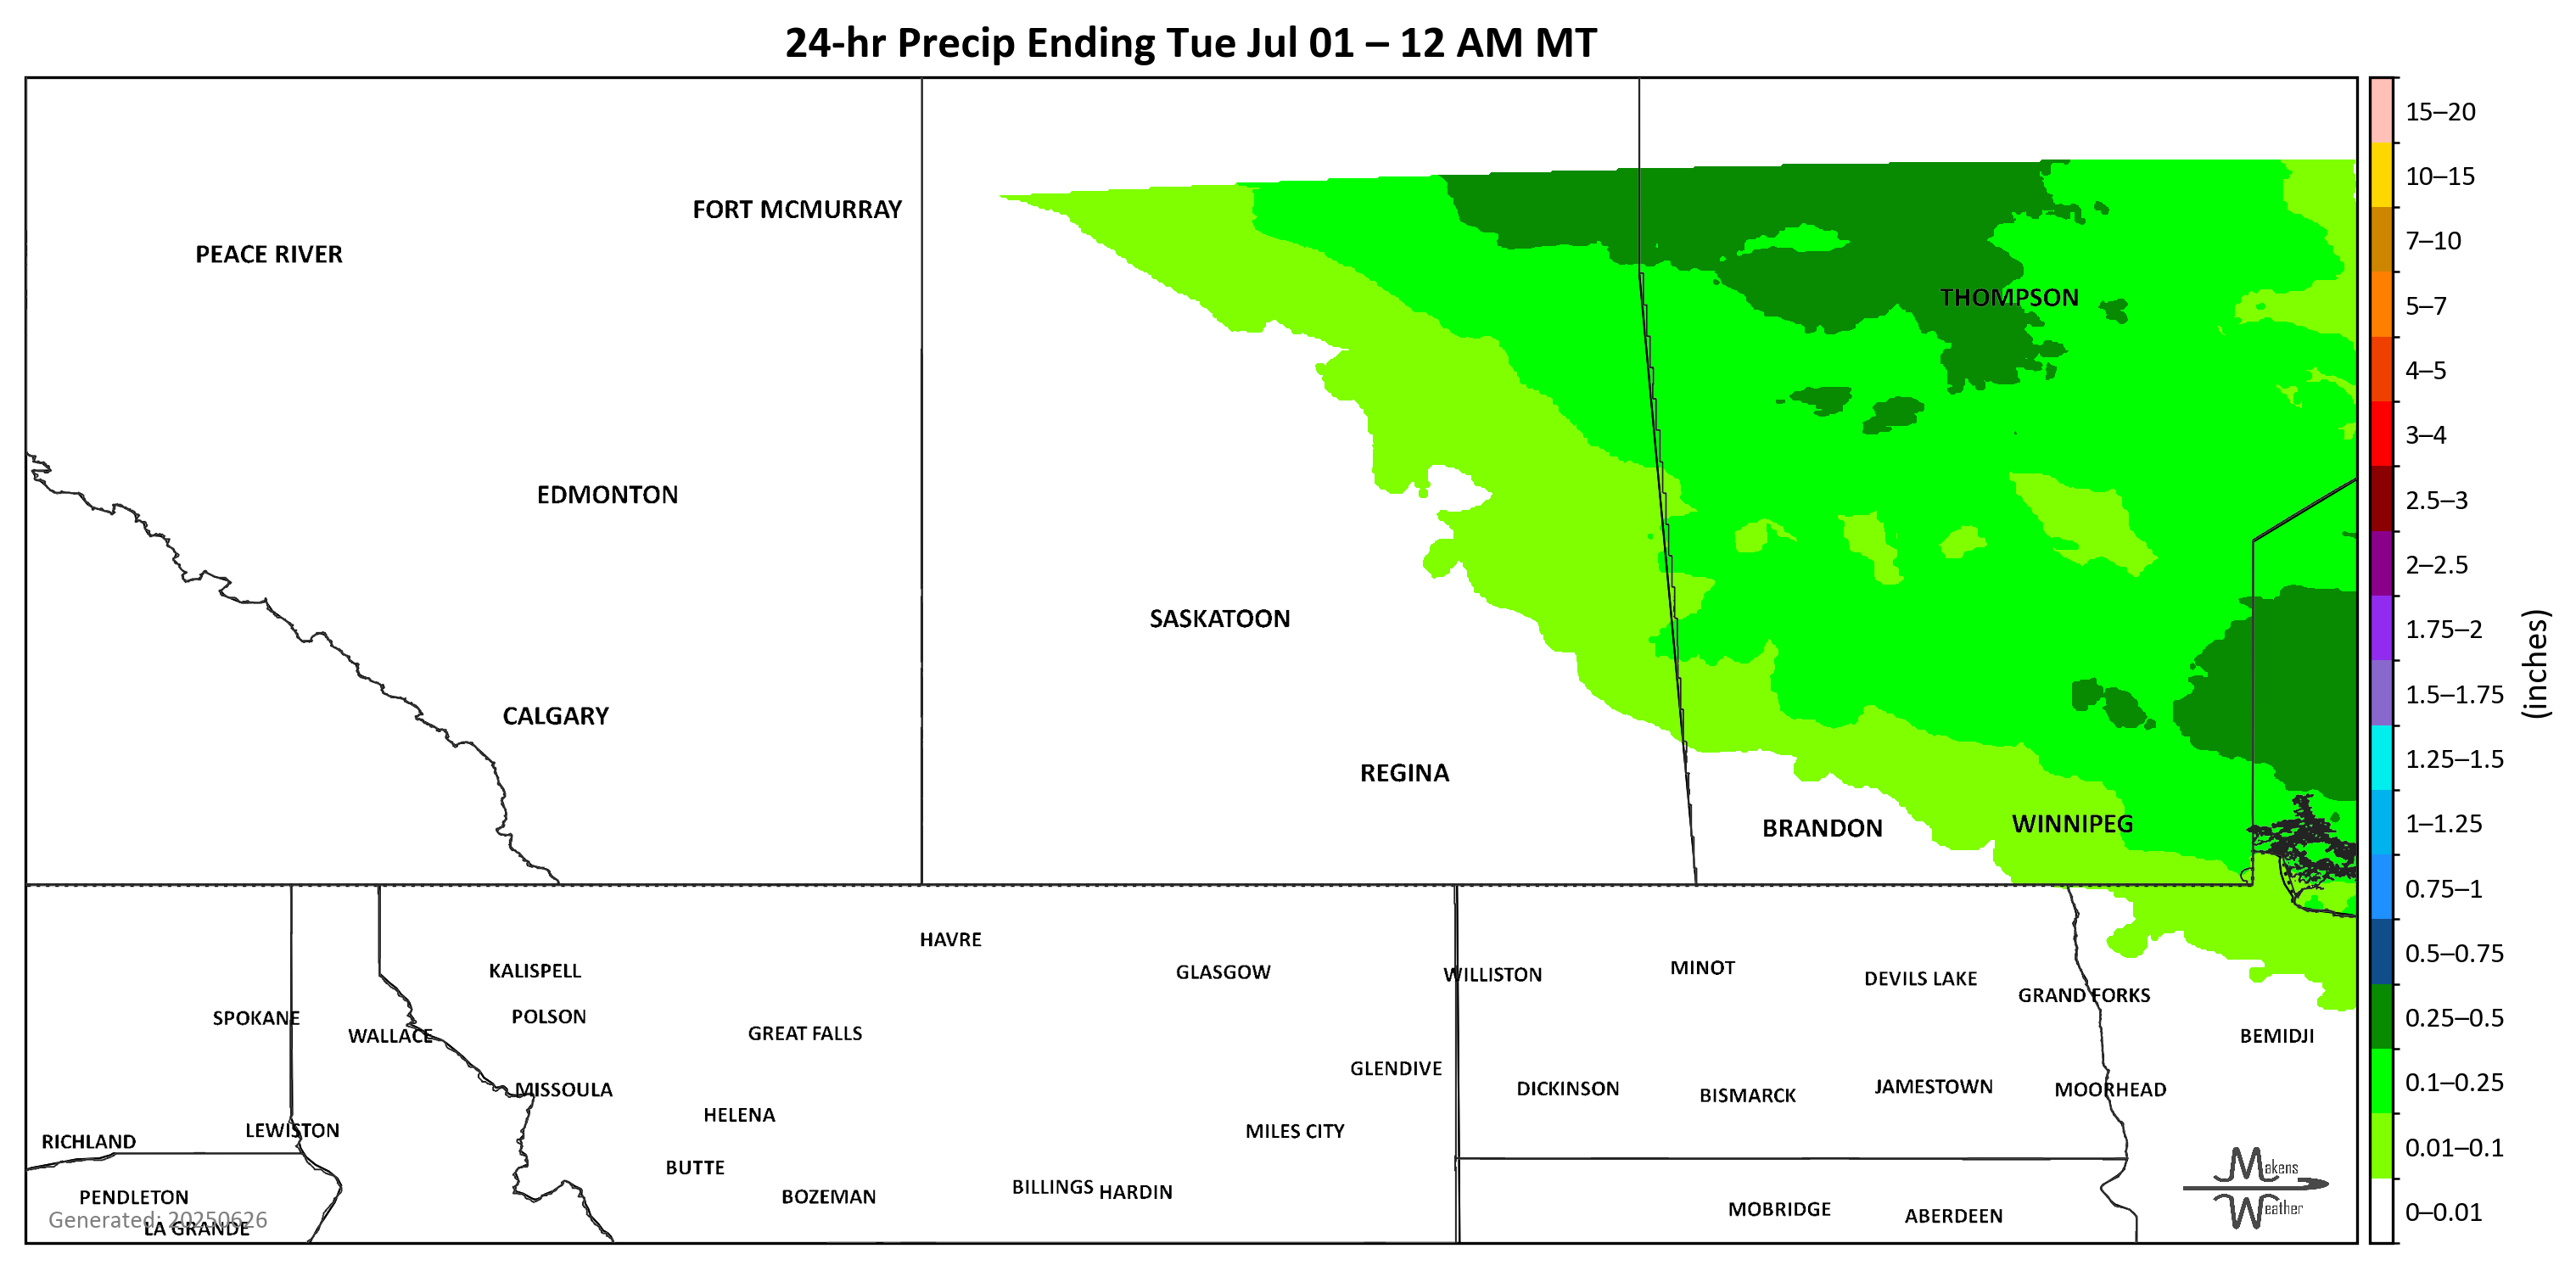 24-hr Precip Ending Tue Jul 01 – 12 AM MT
FORT MCMURRAY
PEACE RIVER
THOMPSON
EDMONTON
SASKATOON
CALGARY
REGINA
BRANDON
WINNIPEG
HAVRE
KALISPELL
GLASGOW
WILLISTON
MINOT
DEVILS LAKE
GRAND FORKS
SPOKANE
POLSON
WALLACE
GREAT FALLS
BEMIDJI
GLENDIVE
MISSOULA
DICKINSON
BISMARCK
JAMESTOWN
MOORHEAD
HELENA
LEWISTON
MILES CITY
RICHLAND
BUTTE
BILLINGS
HARDIN
BOZEMAN
PENDLETON
MOBRIDGE
ABERDEEN
Generated: 20250626
LA GRANDE
Makens
Weather
15–20
10–15
7–10
5–7
4–5
3–4
2.5–3
2–2.5
1.75–2
1.5–1.75
1.25–1.5
1–1.25
0.75–1
0.5–0.75
0.25–0.5
0.1–0.25
0.01–0.1
0–0.01
(inches)